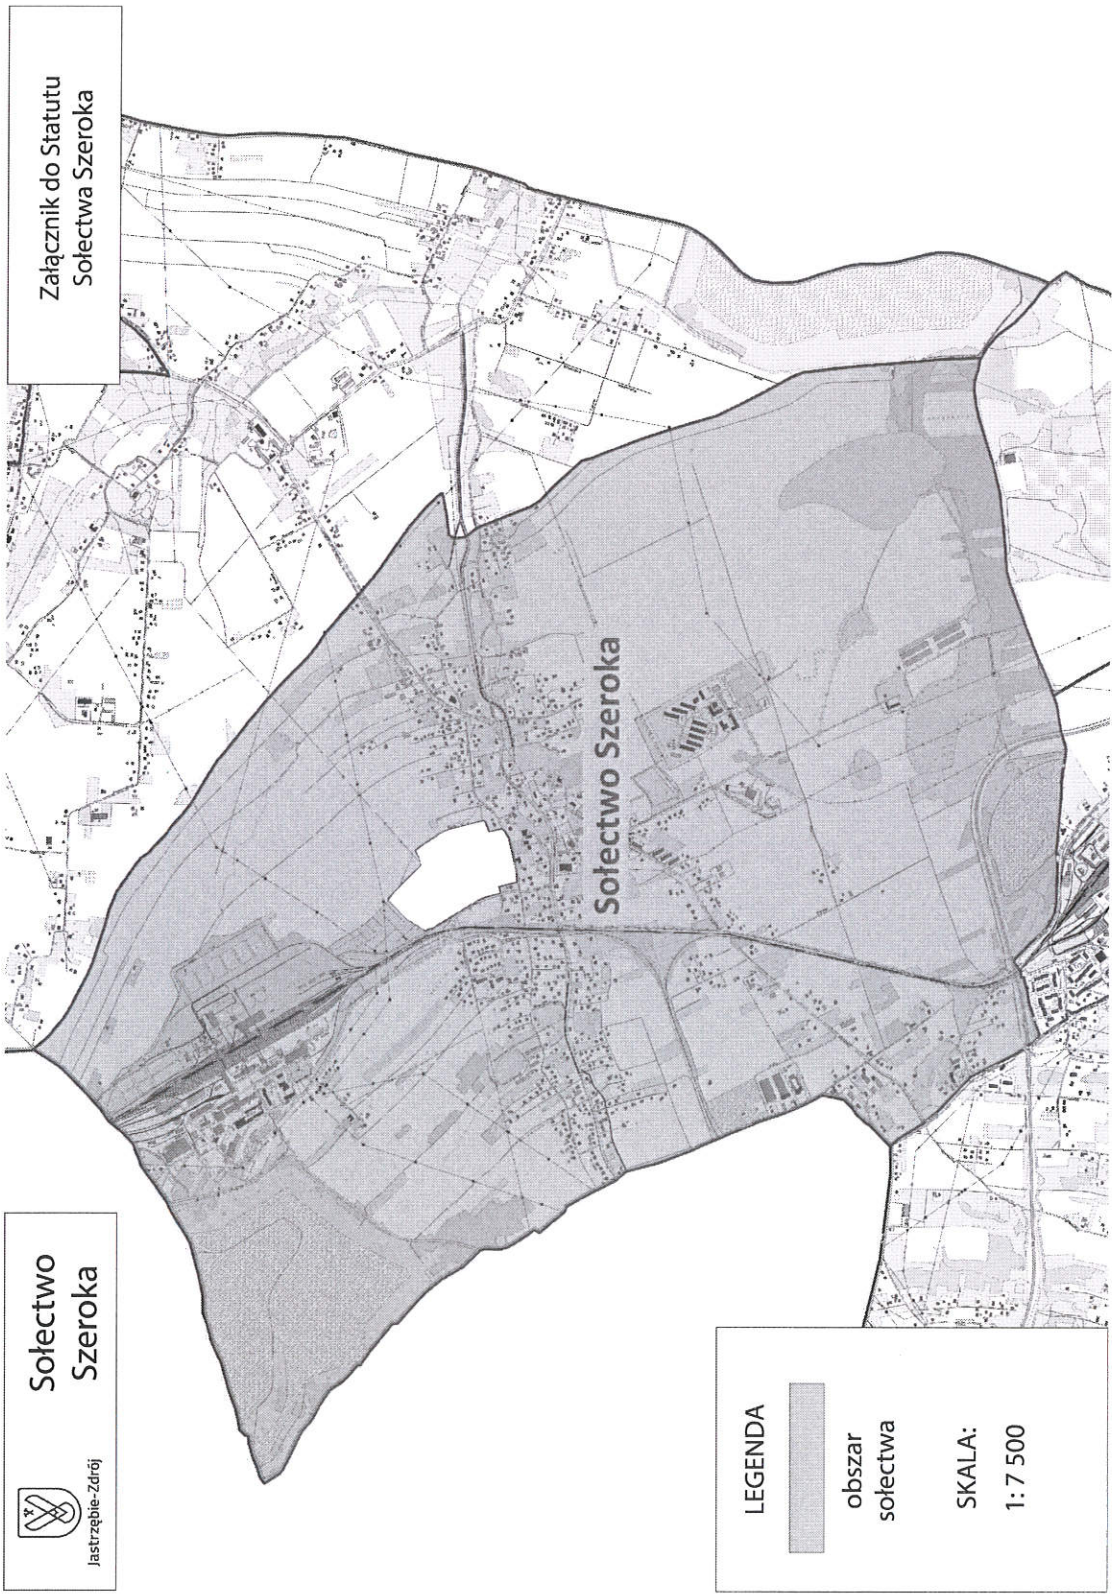 Jastrzębie-Zdrój
Sołectwo
Szeroka
Załącznik do Statutu
Sołectwa Szeroka
Sołectwo Szeroka
LEGENDA
obszar
sołectwa
SKALA:
1: 7 500